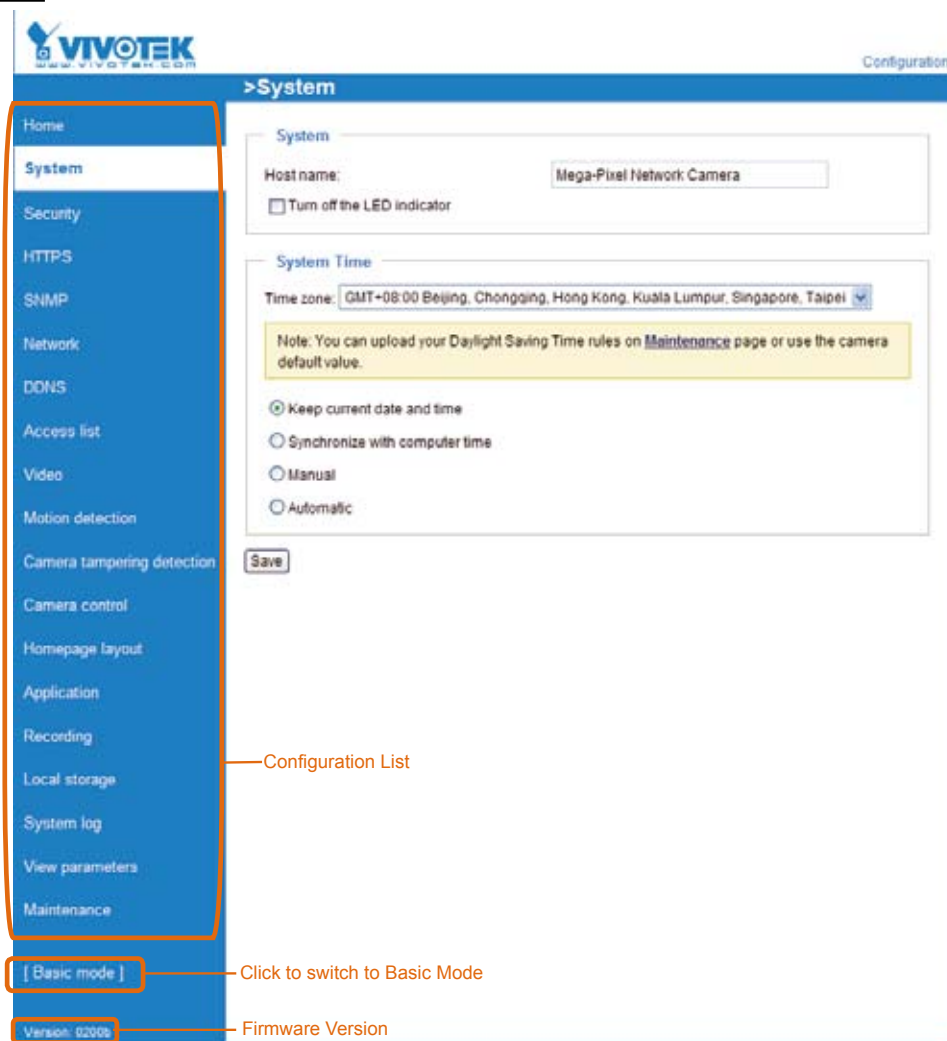 VIVOTEK
www.vivotek.com
Configuration
>System
Home
System
Security
HTTPS
SNMP
Network
DDNS
Access list
Video
Motion detection
Camera tampering detection
Camera control
Homepage layout
Application
Recording
Local storage
System log
View parameters
Maintenance
[ Basic mode ]
Version: 0200b
System
Host name:
Mega-Pixel Network Camera
Turn off the LED indicator
System Time
Time zone: GMT+08:00 Beijing, Chongqing, Hong Kong, Kuala Lumpur, Singapore, Taipei
Note: You can upload your Daylight Saving Time rules on Maintenance page or use the camera
default value.
Keep current date and time
Synchronize with computer time
Manual
Automatic
Save
Configuration List
Click to switch to Basic Mode
Firmware Version